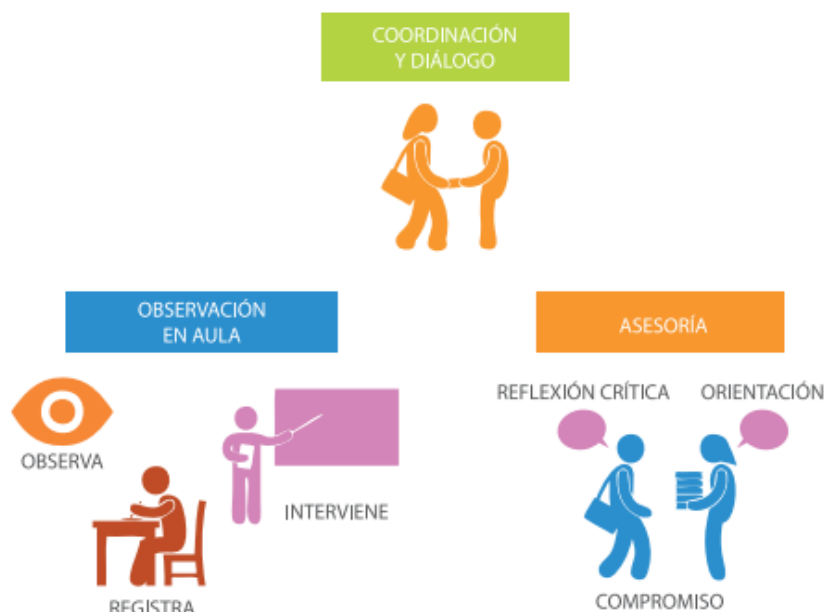 COORDINACIÓN
Y DIÁLOGO
OBSERVACIÓN
EN AULA
OBSERVA
INTERVIENE
REGISTRA
ASESORÍA
REFLEXIÓN CRÍTICA
ORIENTACIÓN
COMPROMISO